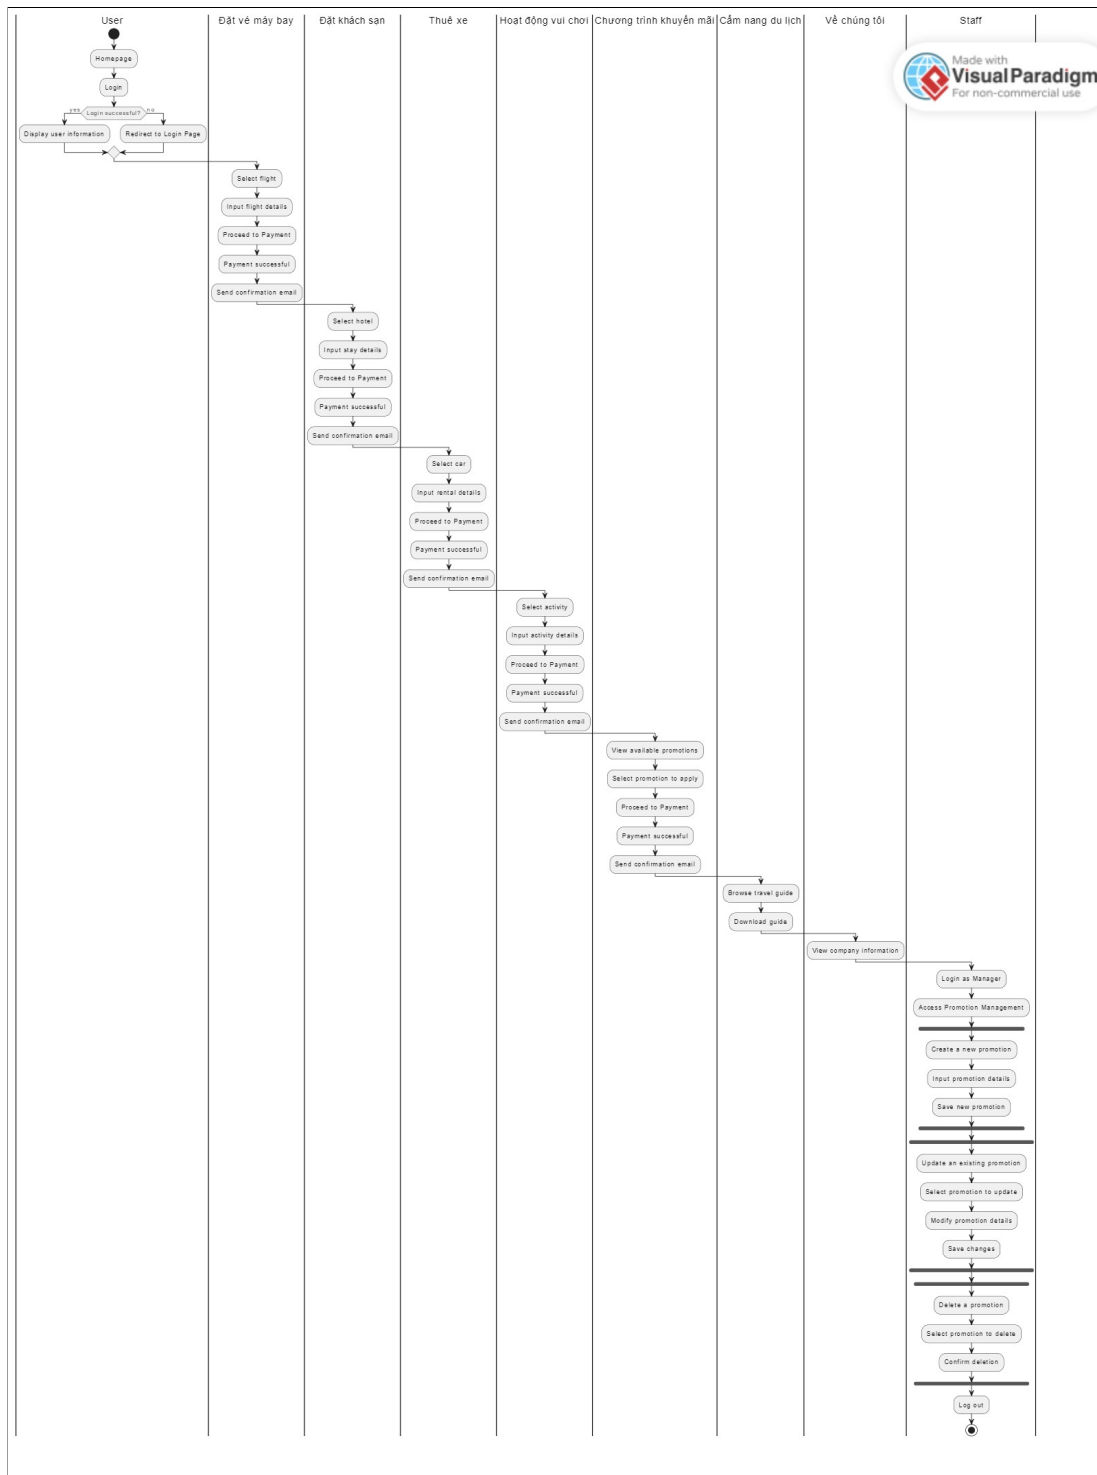 User
Đặt vé máy bay
Đặt khách sạn
Thuê xe
Hoạt động vui chơi
Chương trình khuyến mãi
Cẩm nang du lịch
Về chúng tôi
Staff
Made with
Visual Paradigm
For non-commercial use
Homepage
Login
yes
Login successful?
no
Display user information
Redirect to Login Page
Select flight
Input flight details
Proceed to Payment
Payment successful
Send confirmation email
Select hotel
Input stay details
Proceed to Payment
Payment successful
Send confirmation email
Select car
Input rental details
Proceed to Payment
Payment successful
Send confirmation email
Select activity
Input activity details
Proceed to Payment
Payment successful
Send confirmation email
View available promotions
Select promotion to apply
Proceed to Payment
Payment successful
Send confirmation email
Browse travel guide
Download guide
View company information
Login as Manager
Access Promotion Management
Create a new promotion
Input promotion details
Save new promotion
Update an existing promotion
Select promotion to update
Modify promotion details
Save changes
Delete a promotion
Select promotion to delete
Confirm deletion
Log out